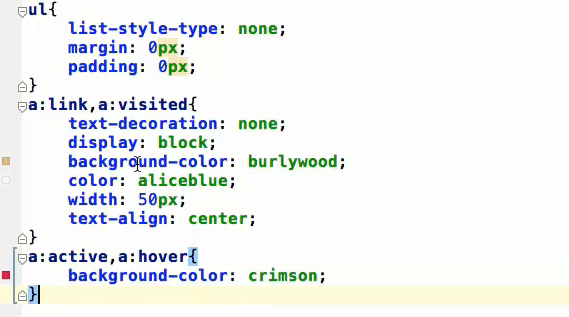 ul{
    list-style-type: none;
    margin: 0px;
    padding: 0px;
}
a:link,a:visited{
    text-decoration: none;
    display: block;
    background-color: burlywood;
    color: aliceblue;
    width: 50px;
    text-align: center;
}
a:active,a:hover{
    background-color: crimson;
}